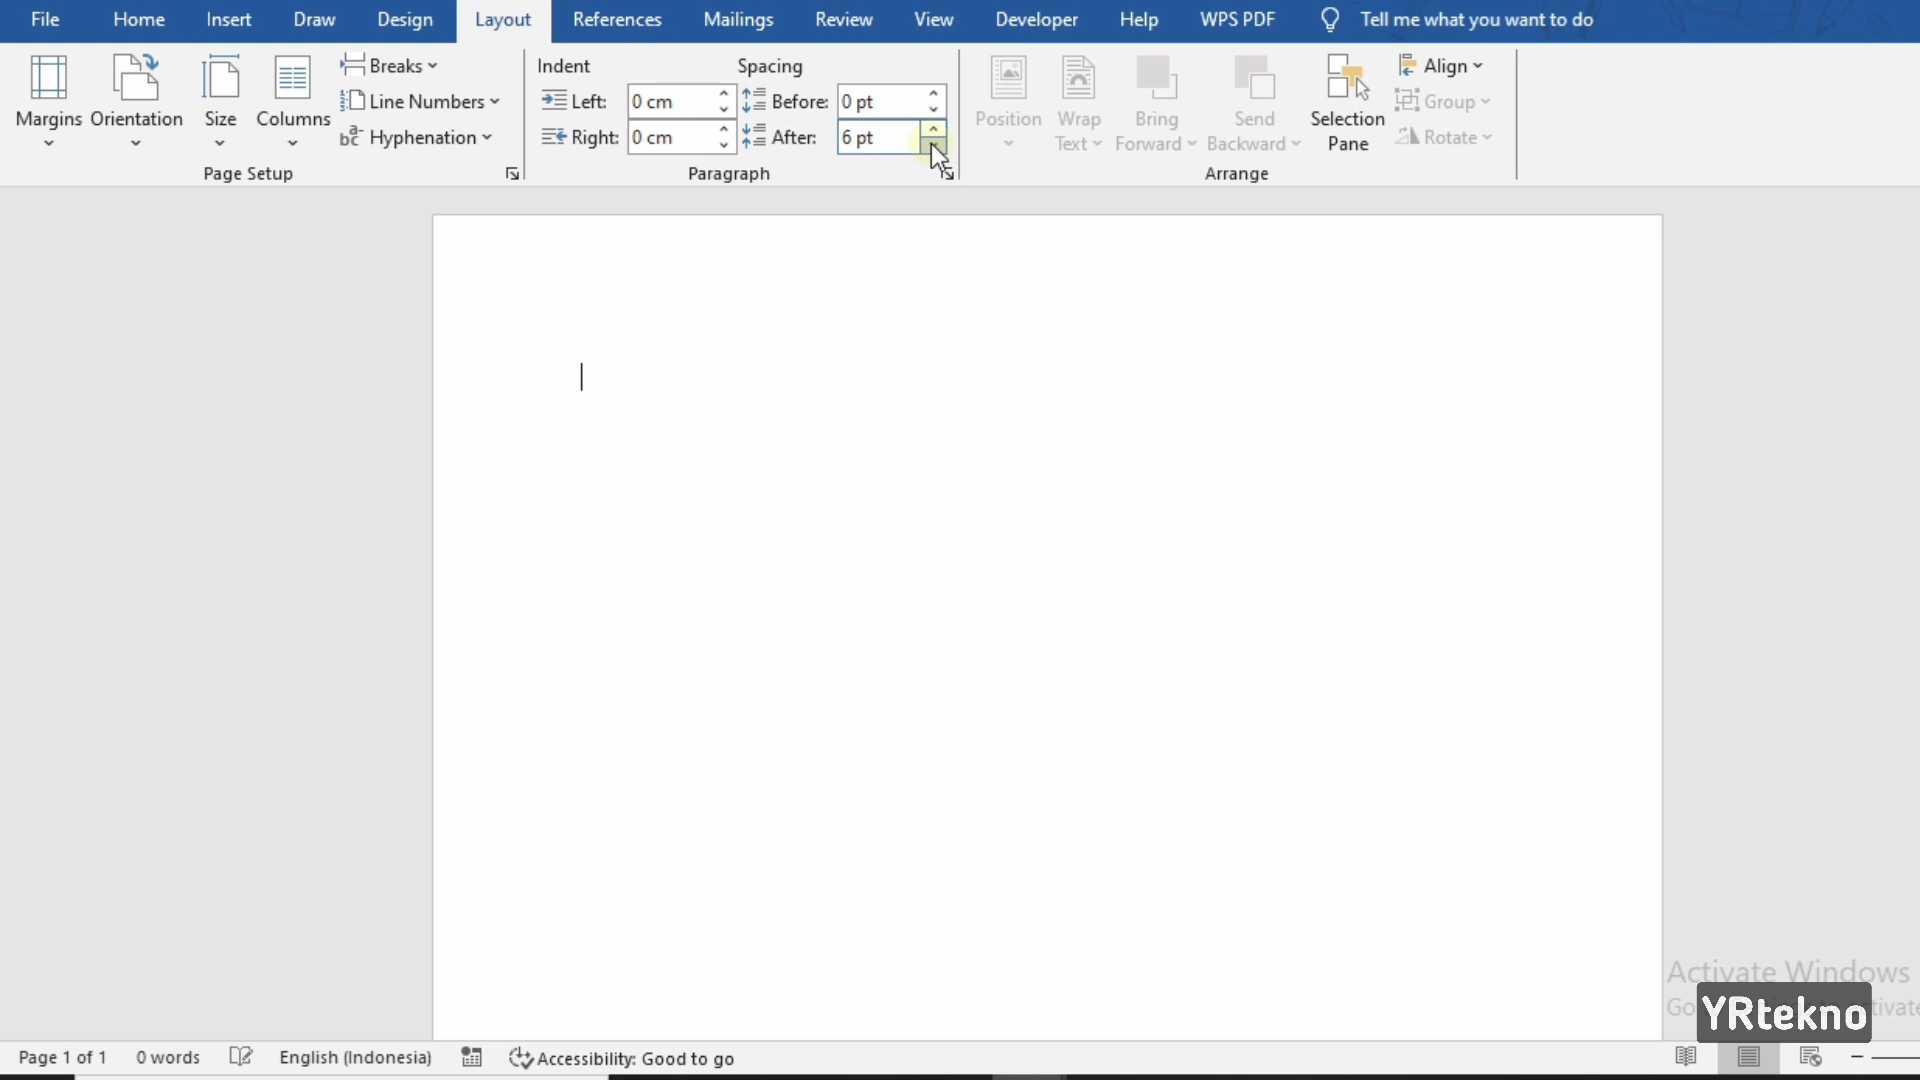 File Home Insert Draw Design Layout References Mailings Review View Developer Help WPS PDF Tell me what you want to do
Margins
Orientation
Size
Columns
Breaks
Line Numbers
Hyphenation
Page Setup
Indent
Left: 0 cm
Right: 0 cm
Spacing
Before: 0 pt
After: 6 pt
Paragraph
Position
Wrap
Text
Bring
Forward
Send
Backward
Selection
Pane
Align
Group
Rotate
Arrange
Activate Windows
Go
YRtekno
Page 1 of 1 0 words English (Indonesia) Accessibility: Good to go